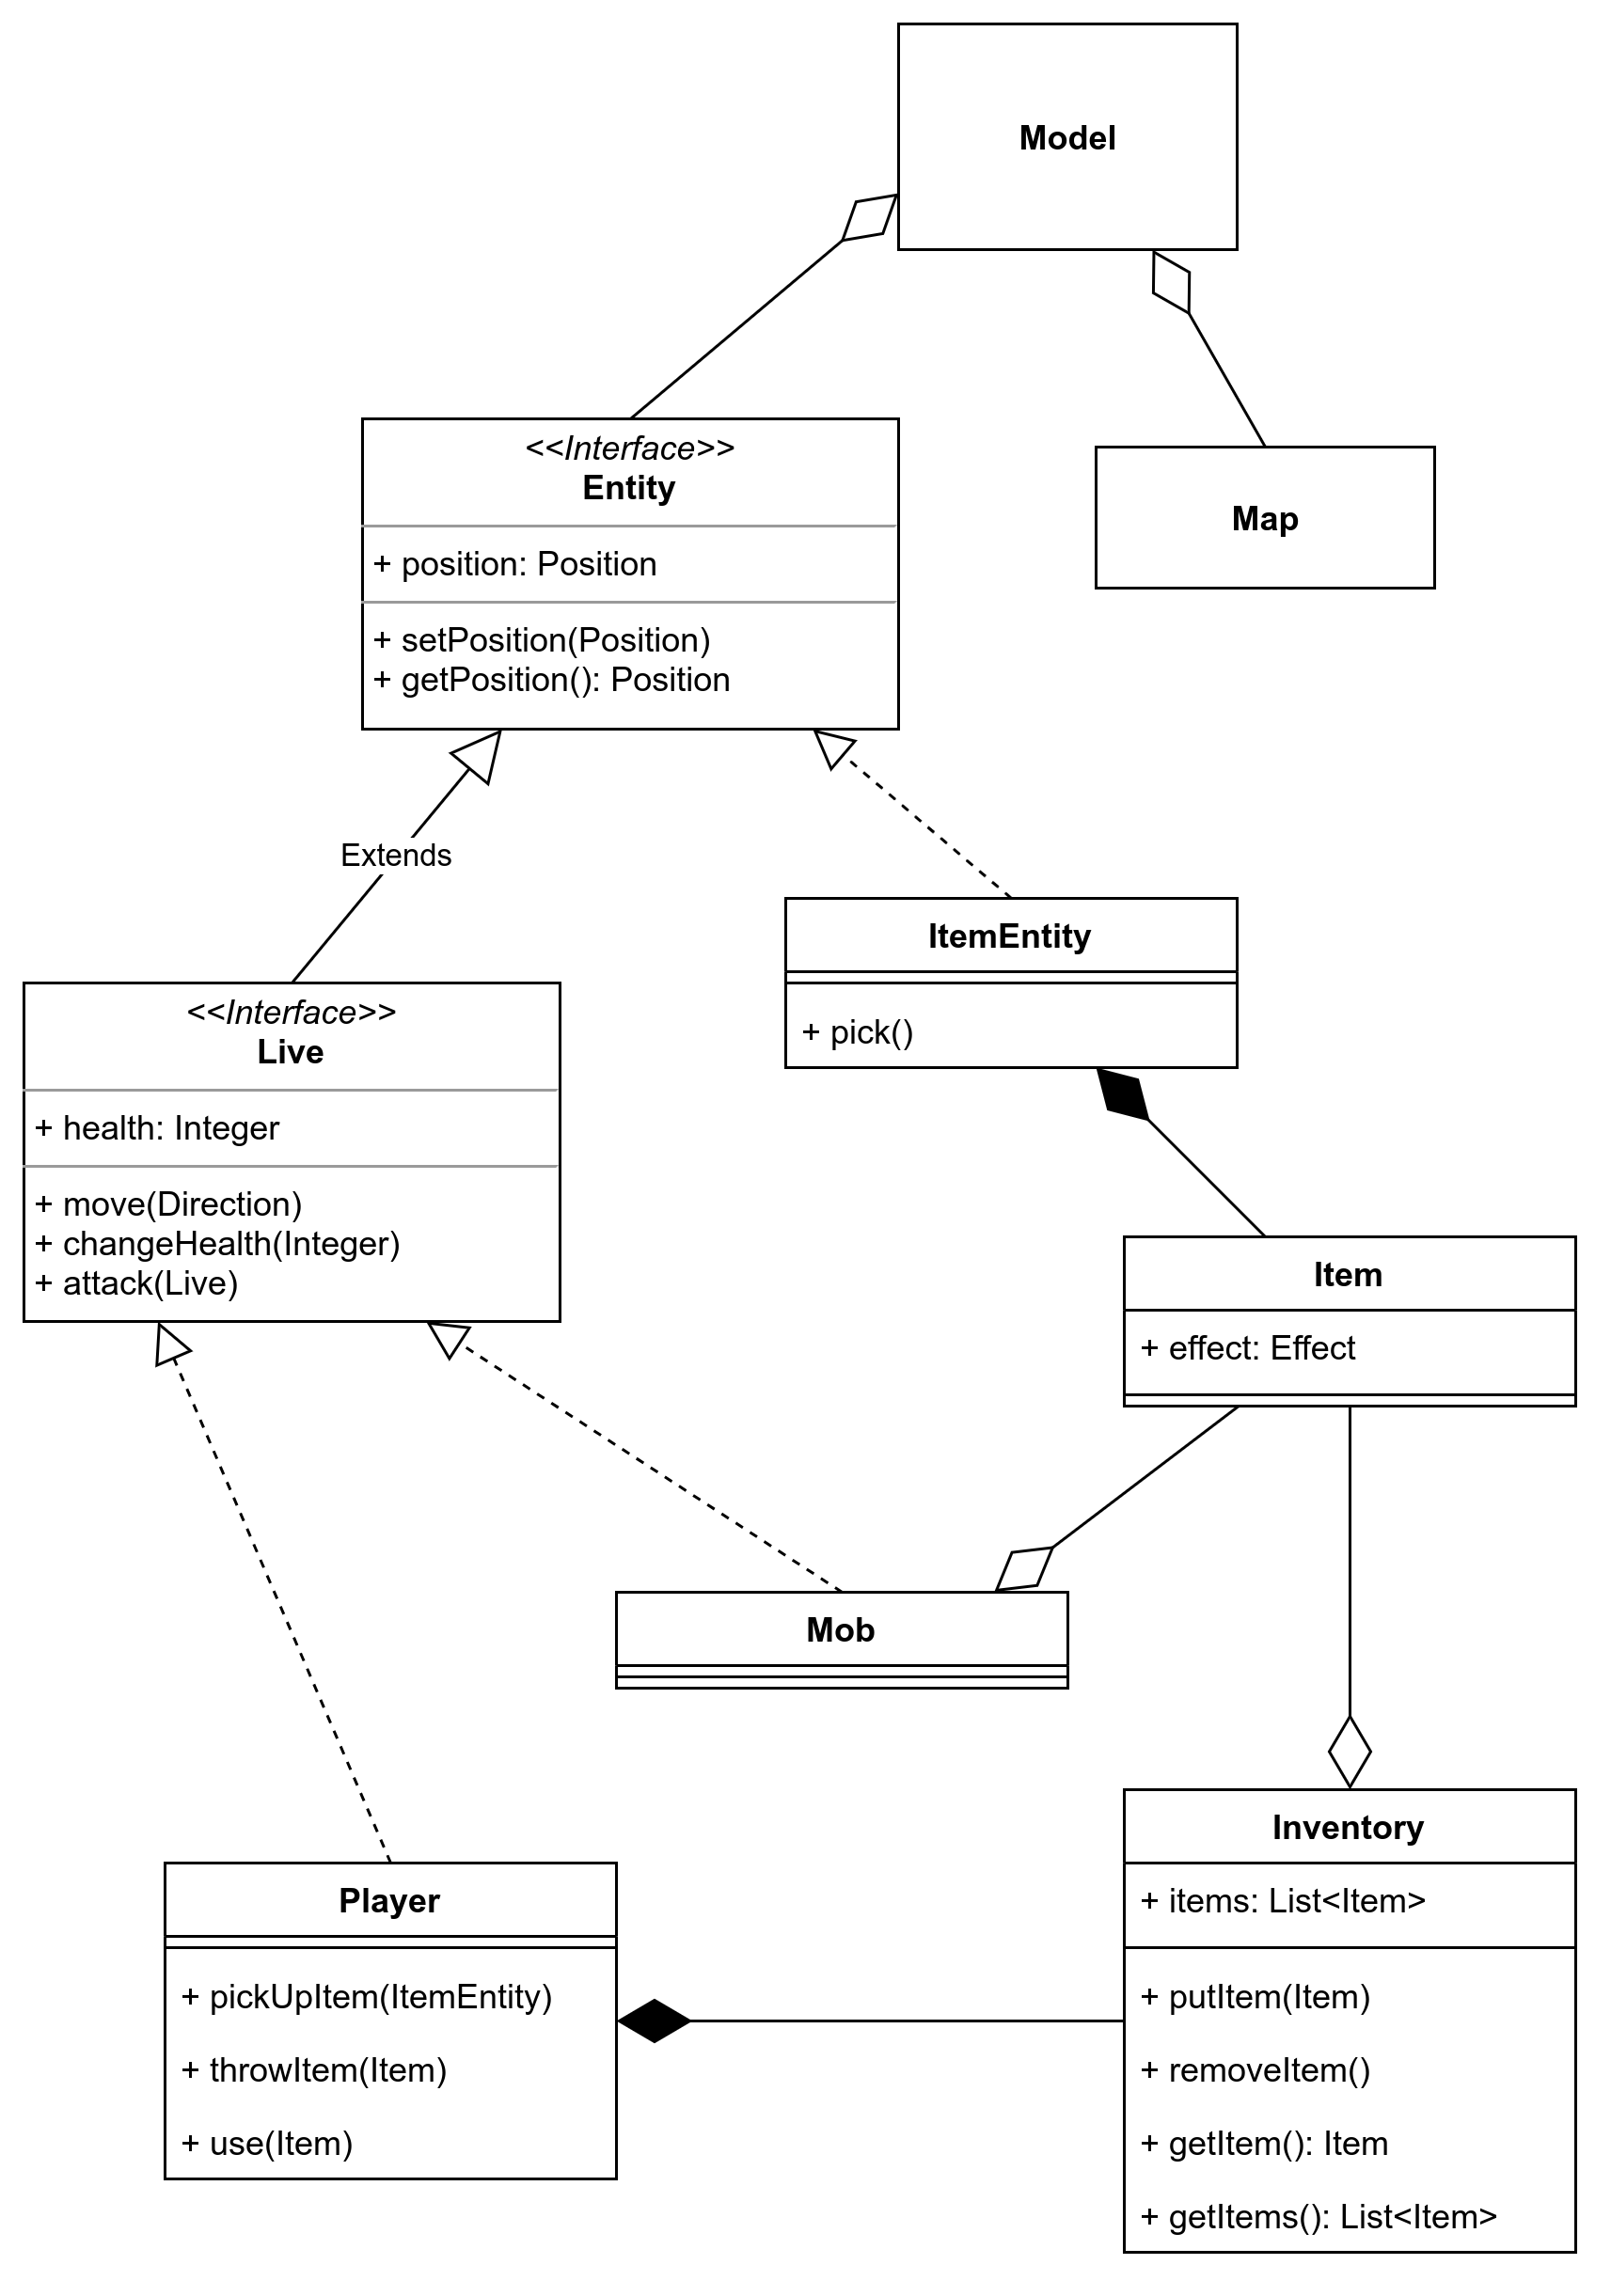 Model
<<Interface>>
Entity
+ position: Position
+ setPosition(Position)
+ getPosition(): Position
Map
Extends
ItemEntity
+ pick()
<<Interface>>
Live
+ health: Integer
+ move(Direction)
+ changeHealth(Integer)
+ attack(Live)
Item
+ effect: Effect
Mob
Player
+ pickUpItem(ItemEntity)
+ throwItem(Item)
+ use(Item)
Inventory
+ items: List<Item>
+ putItem(Item)
+ removeItem()
+ getItem(): Item
+ getItems(): List<Item>